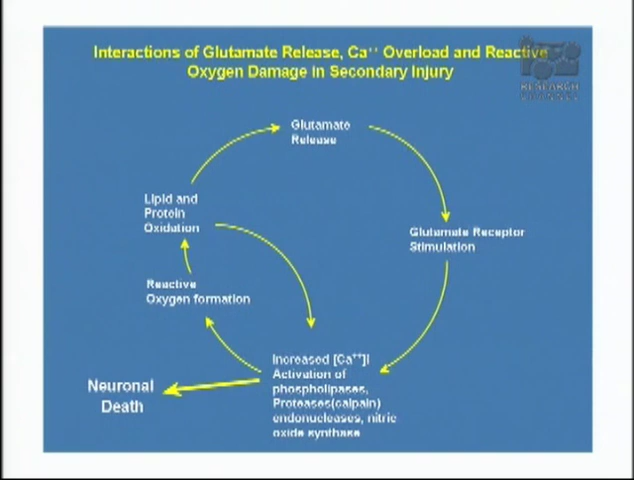 Interactions of Glutamate Release, Ca⁺⁺ Overload and Reactive
Oxygen Damage in Secondary Injury
RESEARCH
CHANNEL
Glutamate
Release
Lipid and
Protein
Oxidation
Glutamate Receptor
Stimulation
Reactive
Oxygen formation
Increased [Ca⁺⁺]i
Activation of
phospholipases,
Proteases(calpain)
endonucleases, nitric
oxide synthase
Neuronal
Death